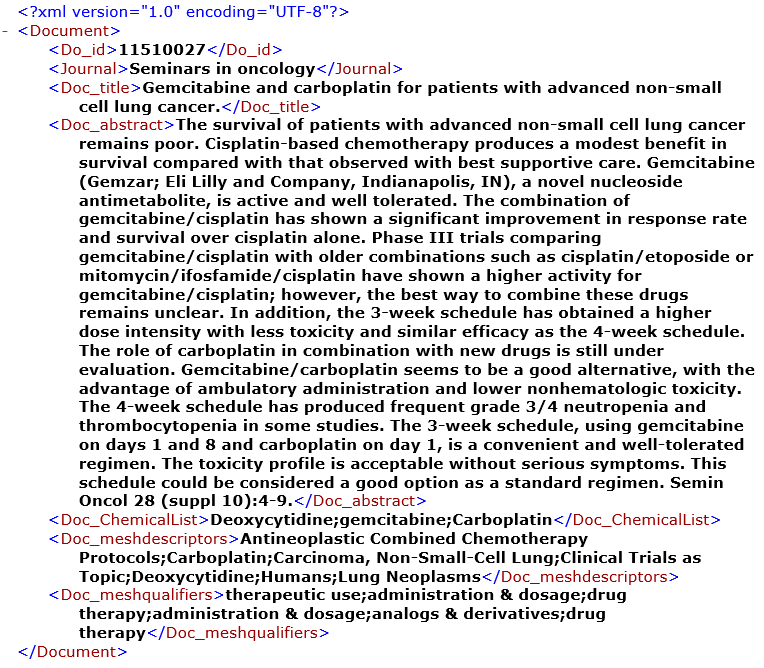 <?xml version="1.0" encoding="UTF-8"?>
- <Document>
<Do_id>11510027</Do_id>
<Journal>Seminars in oncology</Journal>
<Doc_title>Gemcitabine and carboplatin for patients with advanced non-small
cell lung cancer.</Doc_title>
<Doc_abstract>The survival of patients with advanced non-small cell lung cancer
remains poor. Cisplatin-based chemotherapy produces a modest benefit in
survival compared with that observed with best supportive care. Gemcitabine
(Gemzar; Eli Lilly and Company, Indianapolis, IN), a novel nucleoside
antimetabolite, is active and well tolerated. The combination of
gemcitabine/cisplatin has shown a significant improvement in response rate
and survival over cisplatin alone. Phase III trials comparing
gemcitabine/cisplatin with older combinations such as cisplatin/etoposide or
mitomycin/ifosfamide/cisplatin have shown a higher activity for
gemcitabine/cisplatin; however, the best way to combine these drugs
remains unclear. In addition, the 3-week schedule has obtained a higher
dose intensity with less toxicity and similar efficacy as the 4-week schedule.
The role of carboplatin in combination with new drugs is still under
evaluation. Gemcitabine/carboplatin seems to be a good alternative, with the
advantage of ambulatory administration and lower nonhematologic toxicity.
The 4-week schedule has produced frequent grade 3/4 neutropenia and
thrombocytopenia in some studies. The 3-week schedule, using gemcitabine
on days 1 and 8 and carboplatin on day 1, is a convenient and well-tolerated
regimen. The toxicity profile is acceptable without serious symptoms. This
schedule could be considered a good option as a standard regimen. Semin
Oncol 28 (suppl 10):4-9.</Doc_abstract>
<Doc_ChemicalList>Deoxycytidine;gemcitabine;Carboplatin</Doc_ChemicalList>
<Doc_meshdescriptors>Antineoplastic Combined Chemotherapy
Protocols;Carboplatin;Carcinoma, Non-Small-Cell Lung;Clinical Trials as
Topic;Deoxycytidine;Humans;Lung Neoplasms</Doc_meshdescriptors>
<Doc_meshqualifiers>therapeutic use;administration & dosage;drug
therapy;administration & dosage;analogs & derivatives;drug
therapy</Doc_meshqualifiers>
</Document>